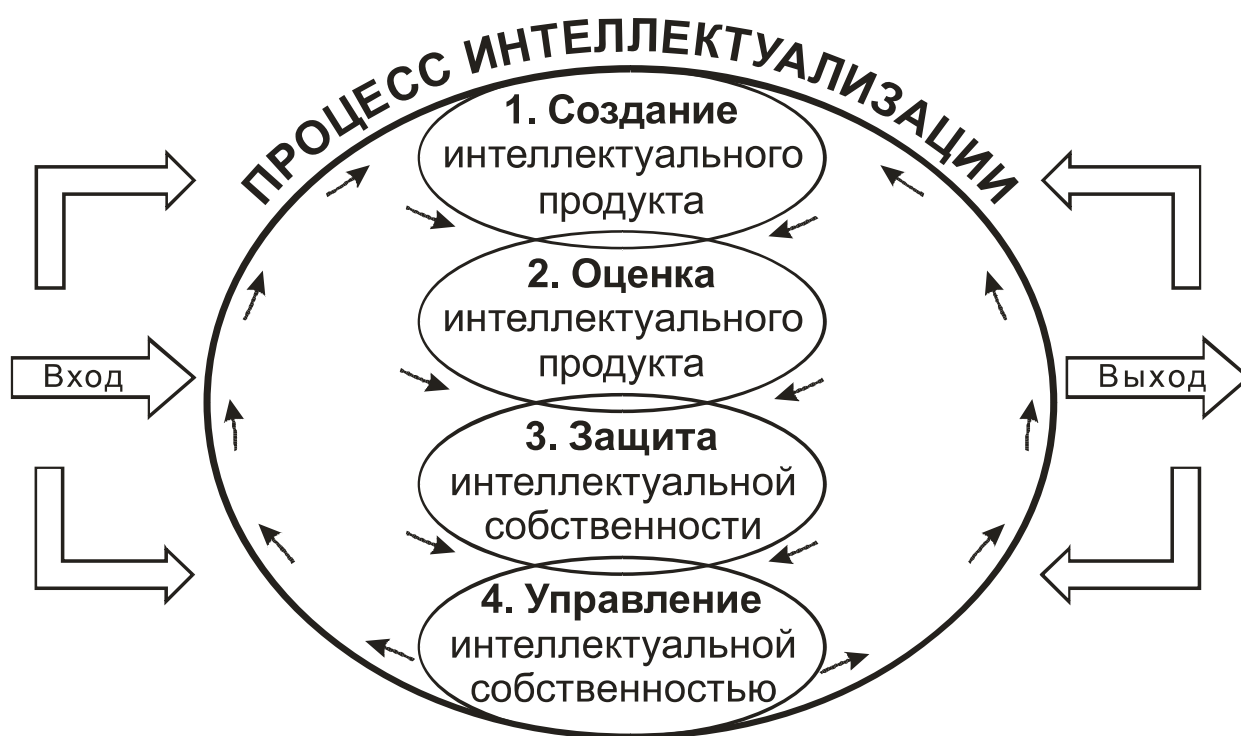 ПРОЦЕСС ИНТЕЛЛЕКТУАЛИЗАЦИИ
1. Создание
интеллектуального
продукта
2. Оценка
интеллектуального
продукта
Вход
Выход
3. Защита
интеллектуальной
собственности
4. Управление
интеллектуальной
собственностью